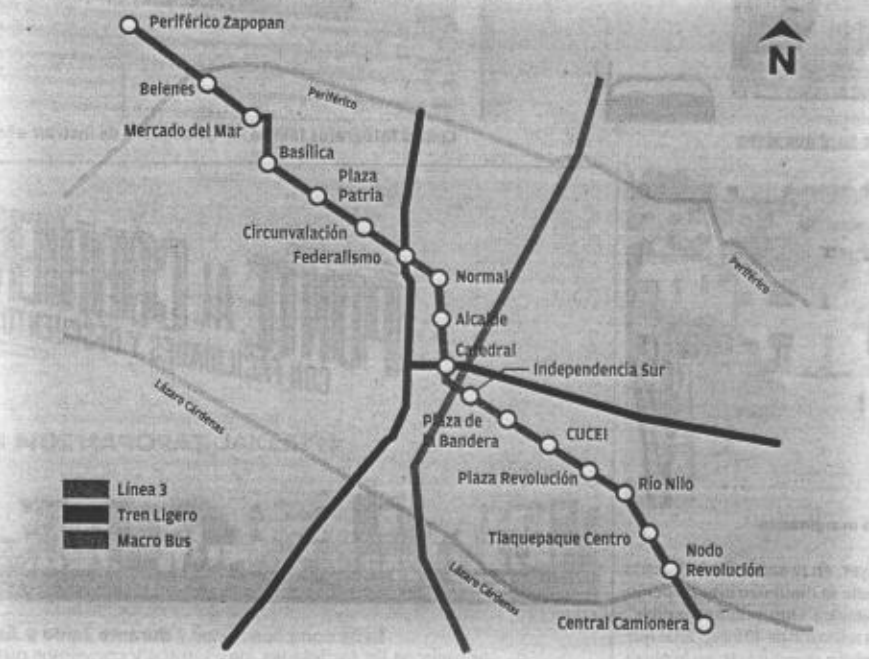 Periférico Zapopan
N
Belenes
Periférico
Mercado del Mar
Basílica
Plaza
Patria
Circunvalación
Federalismo
Periférico
Normal
Alcalde
Catedral
Independencia Sur
Lázaro Cárdenas
Plaza de
la Bandera
CUCEI
Plaza Revolución
Río Nilo
Línea 3
Tren Ligero
Macro Bus
Tlaquepaque Centro
Nodo
Revolución
Lázaro Cárdenas
Central Camionera